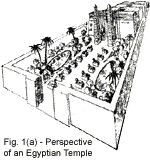 Fig. 1(a) - Perspective
of an Egyptian Temple